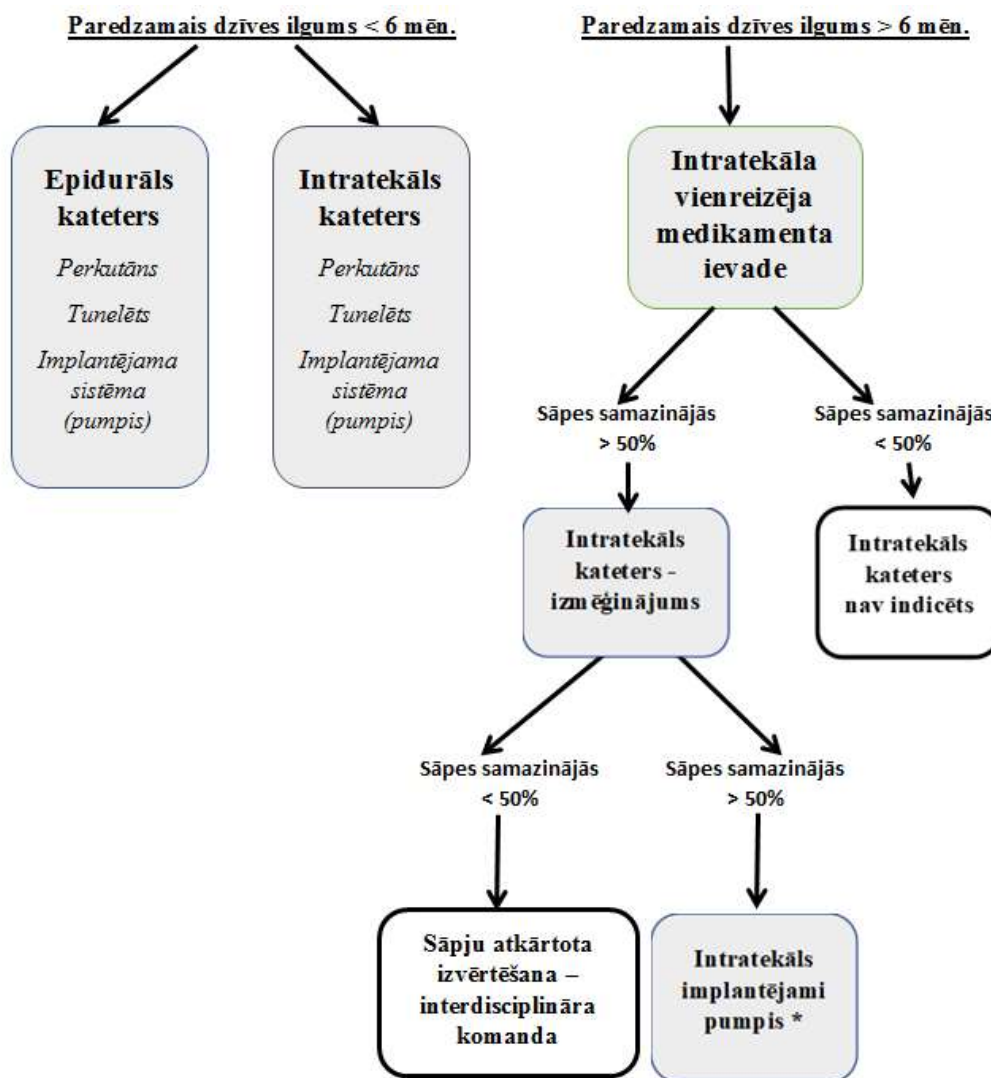 Paredzamais dzīves ilgums < 6 mēn.
Paredzamais dzīves ilgums > 6 mēn.
Epidurāls
kateters
Perkutāns
Tunelēts
Implantējama
sistēma
(pumpis)
Intratekāls
kateters
Perkutāns
Tunelēts
Implantējama
sistēma
(pumpis)
Intratekāla
vienreizēja
medikamenta
ievade
Sāpes samazinājās
> 50%
Sāpes samazinājās
< 50%
Intratekāls
kateters -
izmēģinājums
Intratekāls
kateters
nav indicēts
Sāpes samazinājās
< 50%
Sāpes samazinājās
> 50%
Sāpju atkārtota
izvērtēšana –
interdisciplināra
komanda
Intratekāls
implantējami
pumpis *